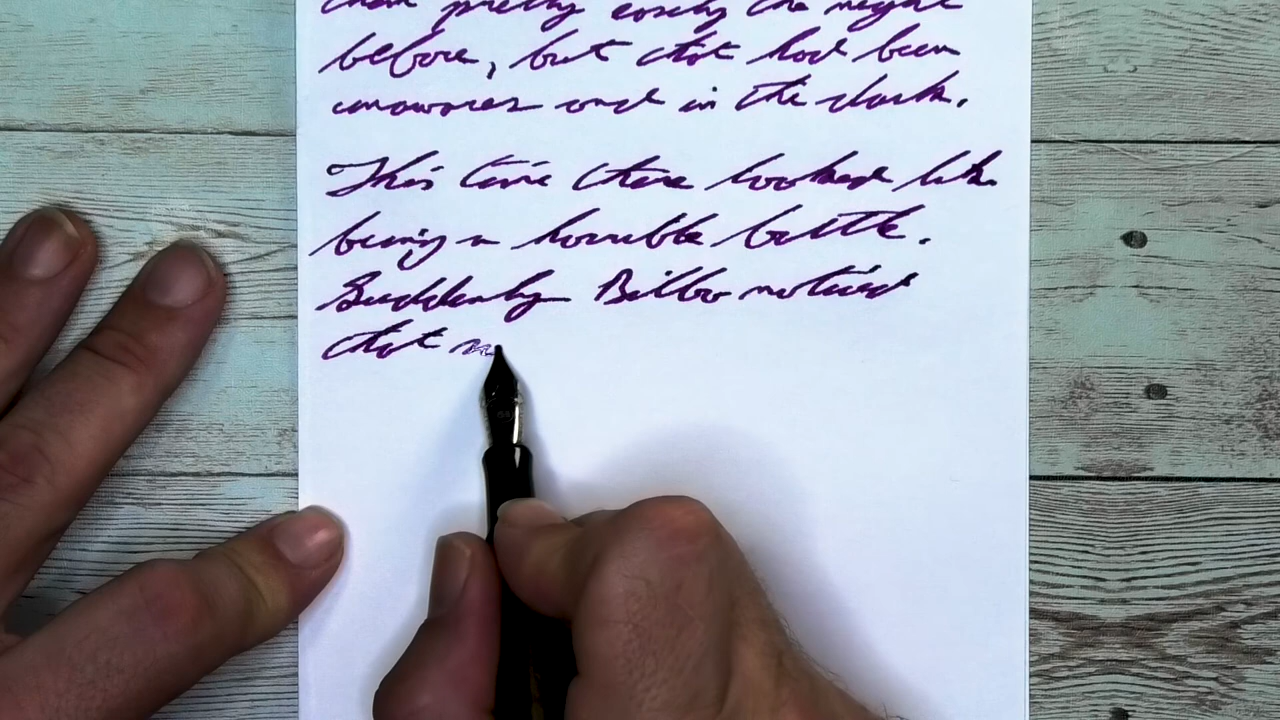 them pretty easily the night
before, but that had been
unawares and in the dark.
This time there looked like
being a horrible battle.
Suddenly Bilbo noticed
that